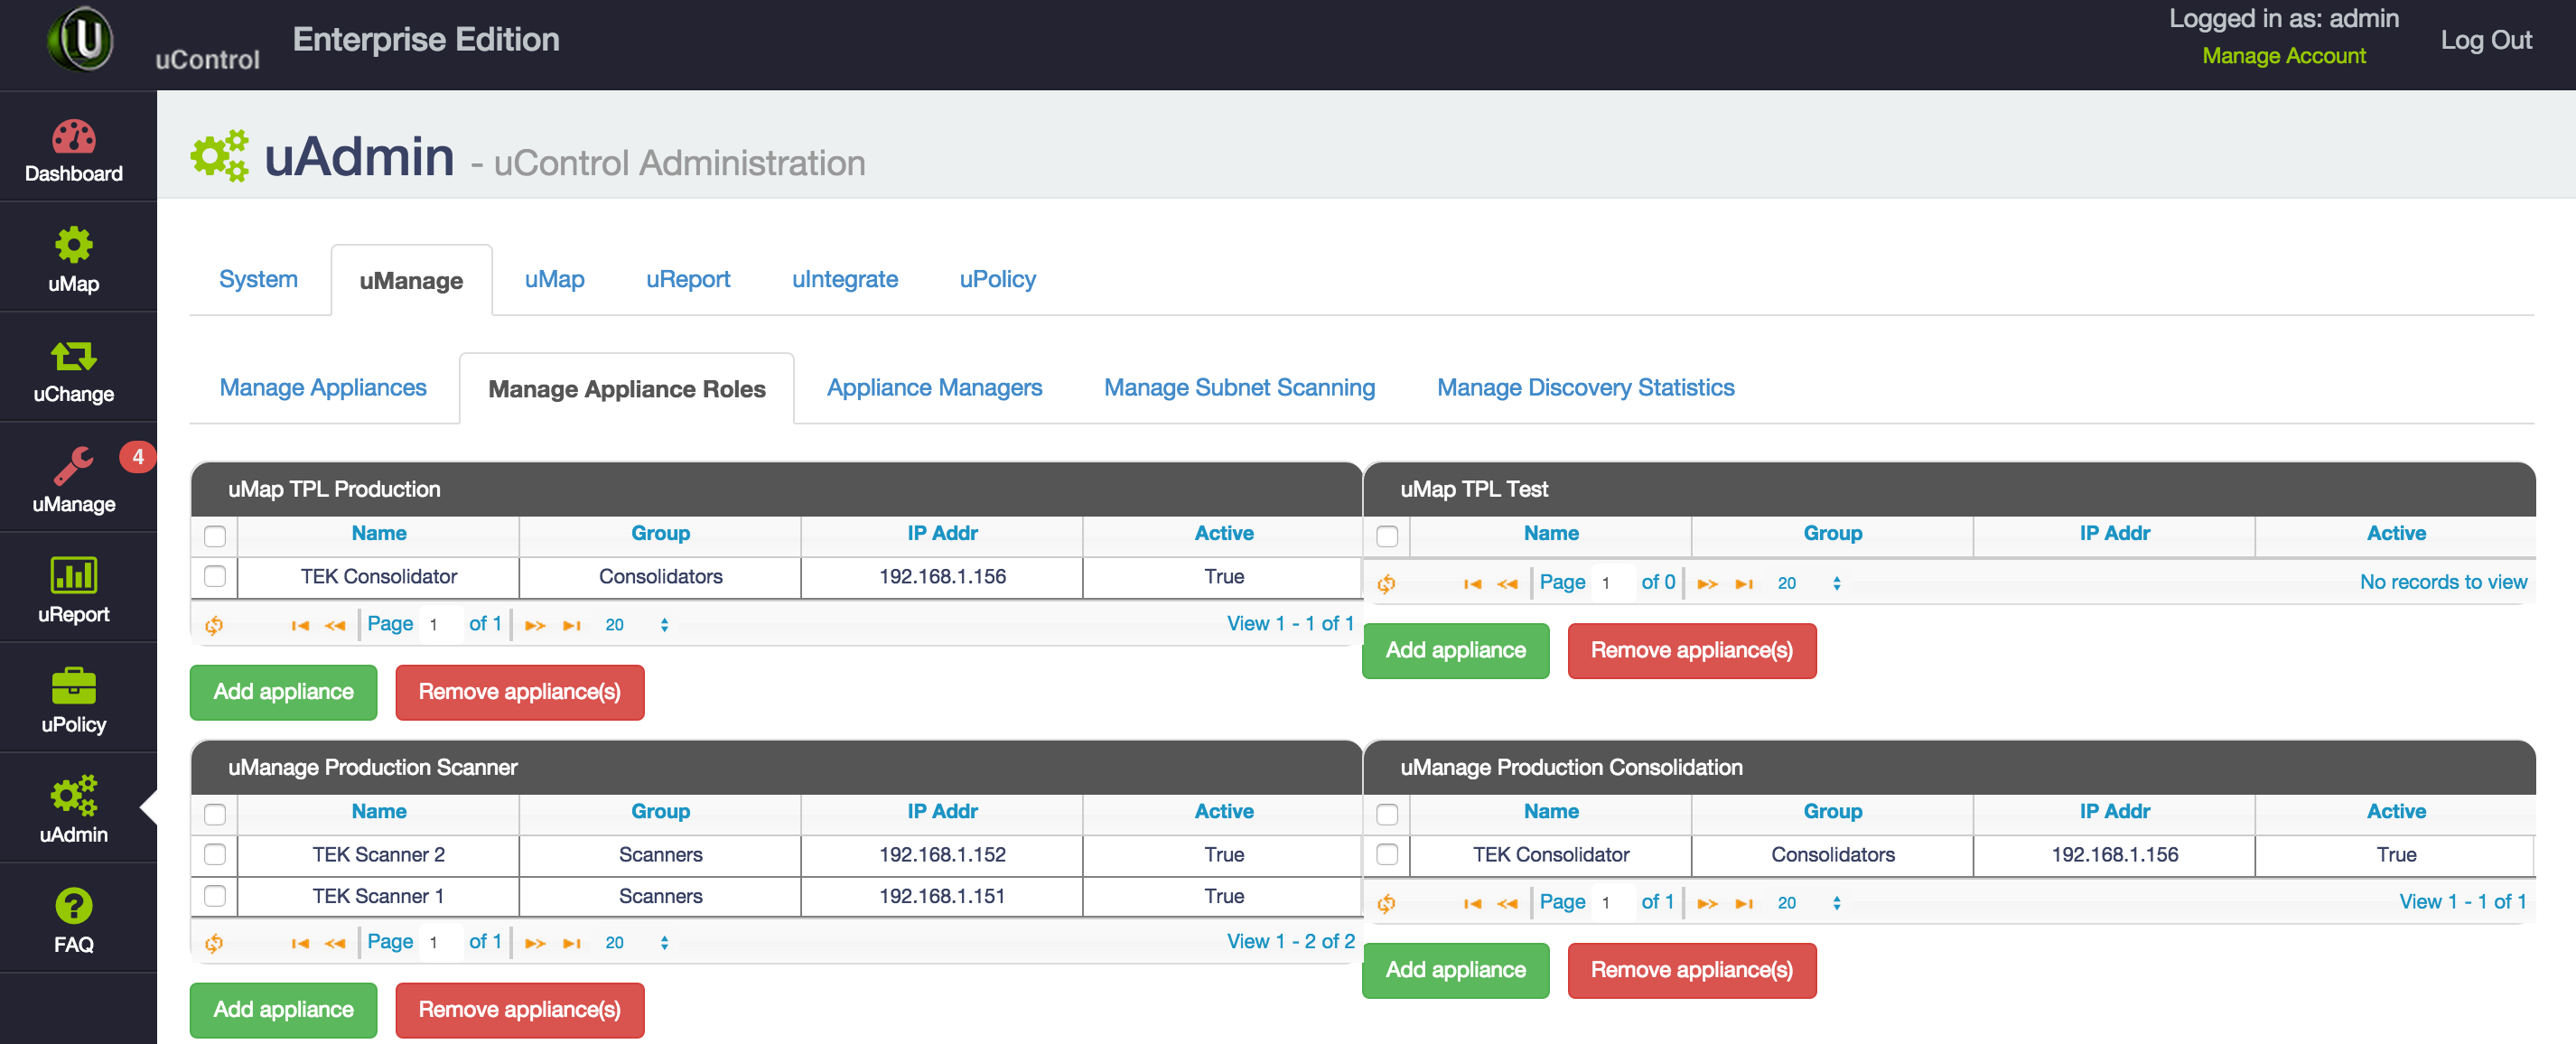 uControl
Enterprise Edition
Logged in as: admin
Manage Account
Log Out
Dashboard
uMap
uChange
4
uManage
uReport
uPolicy
uAdmin
FAQ
uAdmin - uControl Administration
System uManage uMap uReport uIntegrate uPolicy
Manage Appliances Manage Appliance Roles Appliance Managers Manage Subnet Scanning Manage Discovery Statistics
uMap TPL Production
Name Group IP Addr Active
TEK Consolidator Consolidators 192.168.1.156 True
Page 1 of 1 20 View 1 - 1 of 1
Add appliance Remove appliance(s)
uMap TPL Test
Name Group IP Addr Active
Page 1 of 0 20 No records to view
Add appliance Remove appliance(s)
uManage Production Scanner
Name Group IP Addr Active
TEK Scanner 2 Scanners 192.168.1.152 True
TEK Scanner 1 Scanners 192.168.1.151 True
Page 1 of 1 20 View 1 - 2 of 2
Add appliance Remove appliance(s)
uManage Production Consolidation
Name Group IP Addr Active
TEK Consolidator Consolidators 192.168.1.156 True
Page 1 of 1 20 View 1 - 1 of 1
Add appliance Remove appliance(s)